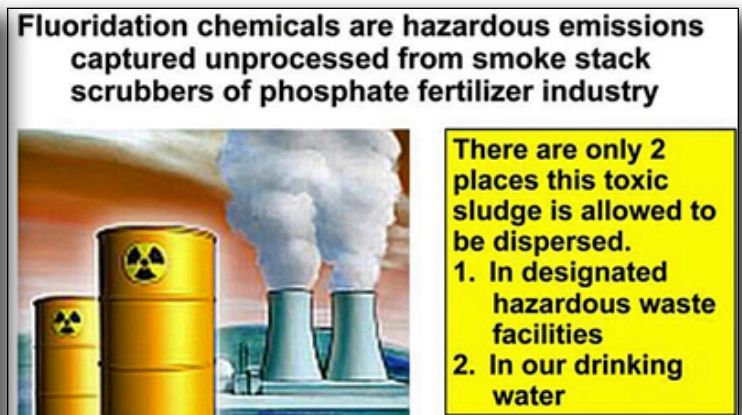 Fluoridation chemicals are hazardous emissions
captured unprocessed from smoke stack
scrubbers of phosphate fertilizer industry
There are only 2
places this toxic
sludge is allowed to
be dispersed.
1. In designated
hazardous waste
facilities
2. In our drinking
water